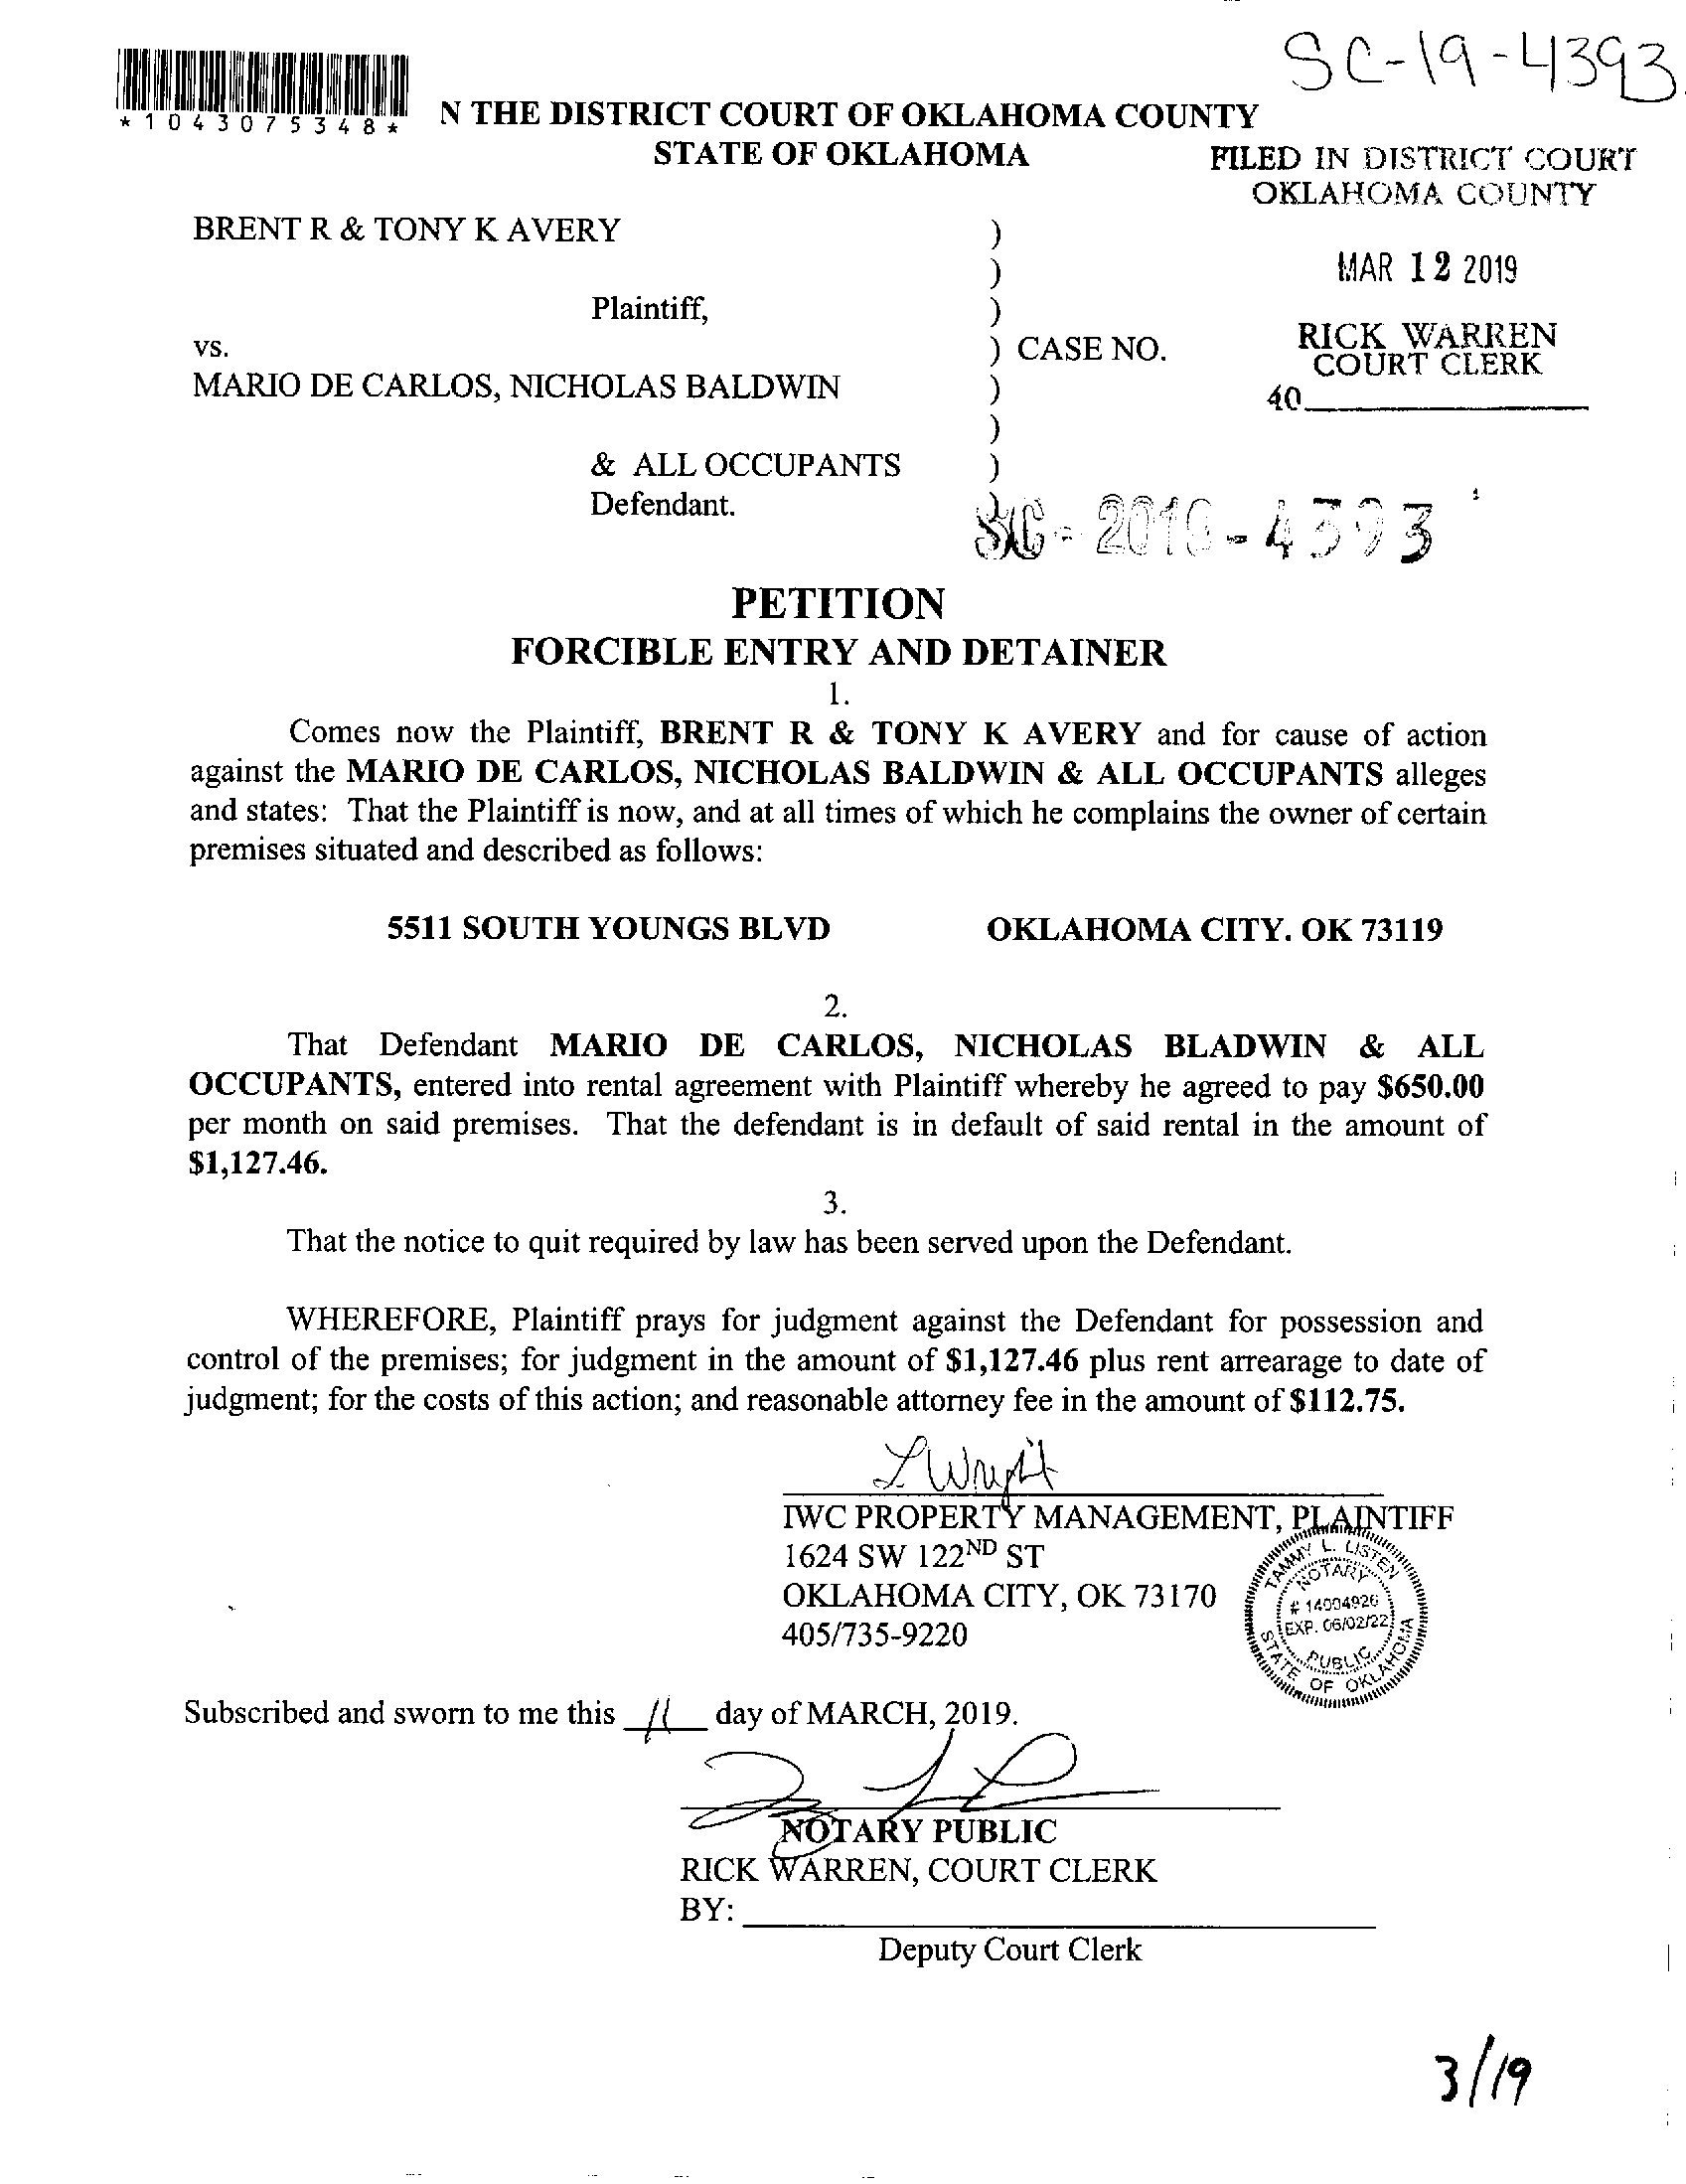 SC-19-4393
*1043075348*
N THE DISTRICT COURT OF OKLAHOMA COUNTY
STATE OF OKLAHOMA
FILED IN DISTRICT COURT
OKLAHOMA COUNTY
MAR 12 2019
RICK WARREN
COURT CLERK
40
BRENT R & TONY K AVERY )
)
Plaintiff, )
vs. ) CASE NO.
MARIO DE CARLOS, NICHOLAS BALDWIN )
)
& ALL OCCUPANTS )
Defendant. )
SC-2019-4393
PETITION
FORCIBLE ENTRY AND DETAINER
1.
Comes now the Plaintiff, BRENT R & TONY K AVERY and for cause of action
against the MARIO DE CARLOS, NICHOLAS BALDWIN & ALL OCCUPANTS alleges
and states: That the Plaintiff is now, and at all times of which he complains the owner of certain
premises situated and described as follows:
5511 SOUTH YOUNGS BLVD OKLAHOMA CITY. OK 73119
2.
That Defendant MARIO DE CARLOS, NICHOLAS BLADWIN & ALL
OCCUPANTS, entered into rental agreement with Plaintiff whereby he agreed to pay $650.00
per month on said premises. That the defendant is in default of said rental in the amount of
$1,127.46.
3.
That the notice to quit required by law has been served upon the Defendant.
WHEREFORE, Plaintiff prays for judgment against the Defendant for possession and
control of the premises; for judgment in the amount of $1,127.46 plus rent arrearage to date of
judgment; for the costs of this action; and reasonable attorney fee in the amount of $112.75.
L Wright
IWC PROPERTY MANAGEMENT, PLAINTIFF
1624 SW 122ND ST
OKLAHOMA CITY, OK 73170
405/735-9220
TAMMY L. LISTEN
NOTARY
# 14004926
EXP. 06/02/22
PUBLIC
STATE OF OKLAHOMA
Subscribed and sworn to me this 11 day of MARCH, 2019.
NOTARY PUBLIC
RICK WARREN, COURT CLERK
BY:
Deputy Court Clerk
3/19